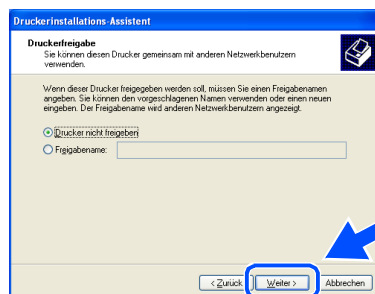 Druckerinstallations-Assistent
Druckerfreigabe
Sie können diesen Drucker gemeinsam mit anderen Netzwerkbenutzern
verwenden.
Wenn dieser Drucker freigegeben werden soll, müssen Sie einen Freigabenamen
angeben. Sie können den vorgeschlagenen Namen verwenden oder einen neuen
eingeben. Der Freigabename wird anderen Netzwerkbenutzern angezeigt.
Drucker nicht freigeben
Freigabename:
< Zurück Weiter > Abbrechen